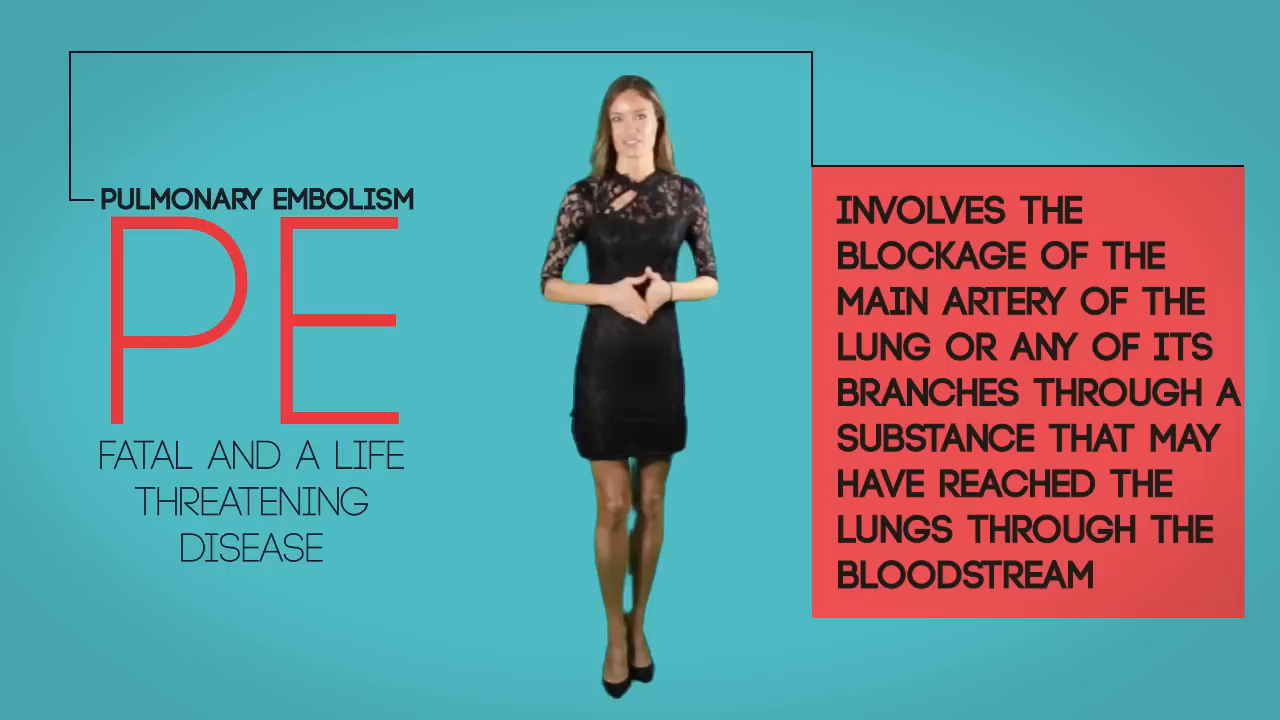 PULMONARY EMBOLISM
PE
FATAL AND A LIFE
THREATENING
DISEASE
INVOLVES THE
BLOCKAGE OF THE
MAIN ARTERY OF THE
LUNG OR ANY OF ITS
BRANCHES THROUGH A
SUBSTANCE THAT MAY
HAVE REACHED THE
LUNGS THROUGH THE
BLOODSTREAM